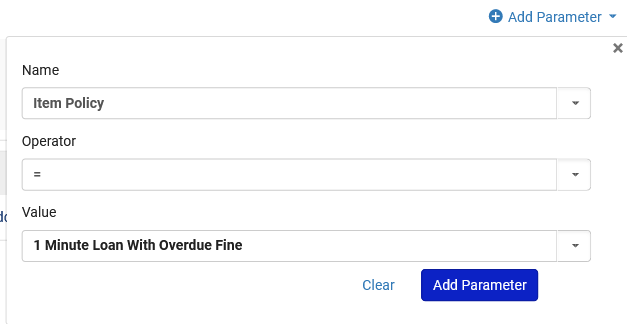 Add Parameter
Name
Item Policy
Operator
=
Value
1 Minute Loan With Overdue Fine
Clear Add Parameter